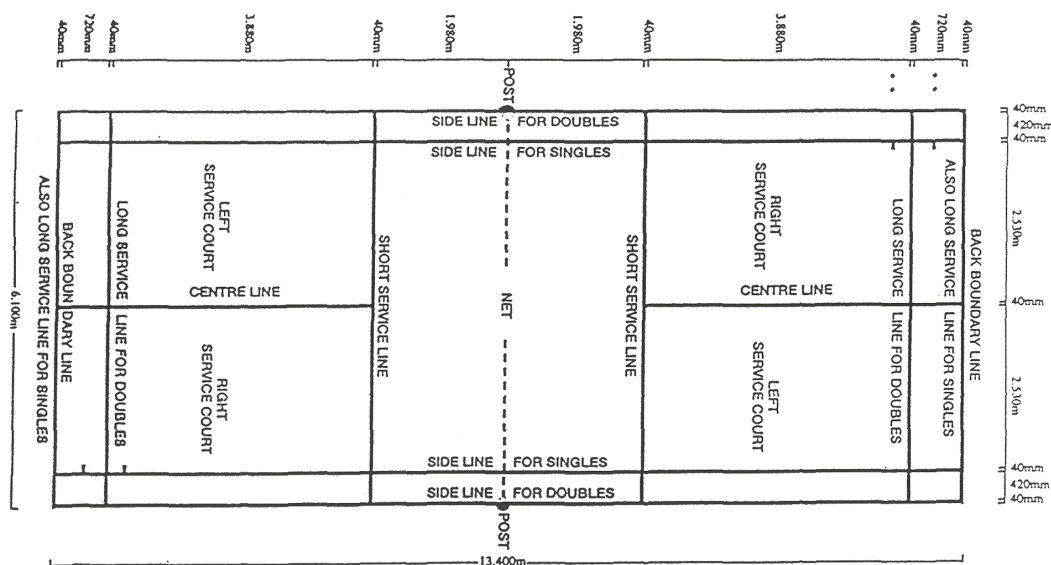 40mm
720mm
40mm
3.880m
40mm
1.980m
1.980m
40mm
3.880m
40mm
720mm
40mm
POST
SIDE LINE FOR DOUBLES
SIDE LINE FOR SINGLES
40mm
420mm
40mm
2.530m
40mm
2.530m
40mm
420mm
40mm
6.100m
ALSO LONG SERVICE LINE FOR SINGLES
BACK BOUNDARY LINE
LONG SERVICE LINE FOR DOUBLES
LEFT
SERVICE COURT
CENTRE LINE
RIGHT
SERVICE COURT
SHORT SERVICE LINE
NET
SHORT SERVICE LINE
RIGHT
SERVICE COURT
CENTRE LINE
LEFT
SERVICE COURT
LONG SERVICE LINE FOR DOUBLES
ALSO LONG SERVICE LINE FOR SINGLES
BACK BOUNDARY LINE
SIDE LINE FOR SINGLES
SIDE LINE FOR DOUBLES
POST
13.400m